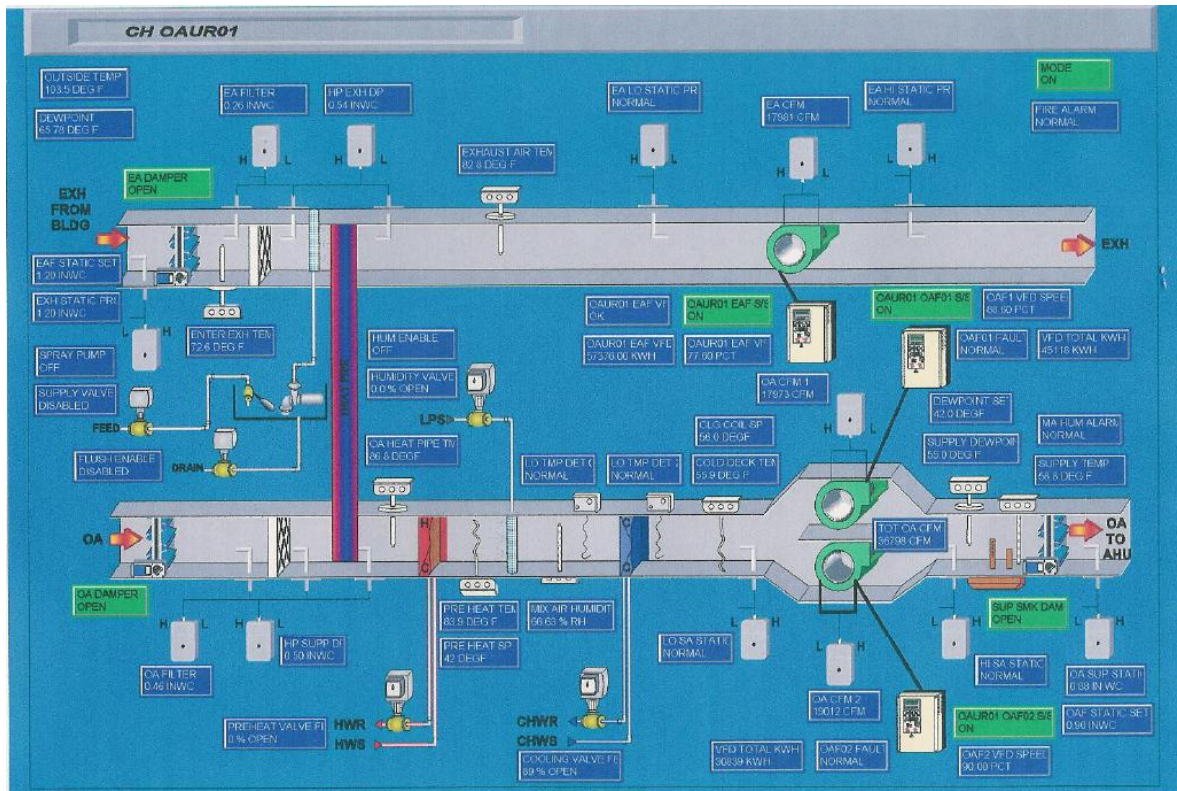 CH OAUR01
OUTSIDE TEMP
103.5 DEG F
DEWPOINT
65.78 DEG F
EA FILTER
0.26 INWC
HP EXH DP
0.54 INWC
EXHAUST AIR TEM
82.8 DEG F
EA LO STATIC PR
NORMAL
EA CFM
17981 CFM
EA HI STATIC PR
NORMAL
MODE
ON
FIRE ALARM
NORMAL
H L
H L
H L
H L
H L
EA DAMPER
OPEN
EXH
FROM
BLDG
EXH
EAF STATIC SET
1.20 INWC
EXH STATIC PRS
1.20 INWC
L H
ENTER EXH TEM
72.6 DEG F
SPRAY PUMP
OFF
SUPPLY VALVE
DISABLED
FEED
FLUSH ENABLE
DISABLED
DRAIN
HEAT PIPE
HUM ENABLE
OFF
HUMIDITY VALVE
0.0 % OPEN
LPS
OA HEAT PIPE TM
86.8 DEGF
OAUR01 EAF VF
OK
OAUR01 EAF S/S
ON
OAUR01 EAF VFD
57376.00 KWH
OAUR01 EAF VF
77.60 PCT
OAUR01 OAF01 S/S
ON
OAF1 VFD SPEED
OAF01 FAULT
NORMAL
VFD TOTAL KWH
45118 KWH
OA CFM 1
17973 CFM
H L
CLG COIL SP
56.0 DEGF
LO TMP DET
NORMAL
LO TMP DET
NORMAL
COLD DECK TEM
55.9 DEG F
DEWPOINT SET
42.0 DEGF
SUPPLY DEWPOIN
55.0 DEG F
MA HUM ALARM
NORMAL
SUPPLY TEMP
56.8 DEG F
OA
H
C
C
C
TOT OA CFM
36798 CFM
OA
TO
AHU
OA DAMPER
OPEN
H L
H L
OA FILTER
0.46 INWC
HP SUPP DP
0.50 INWC
PRE HEAT TEM
83.9 DEG F
MIX AIR HUMIDIT
66.63 % RH
PRE HEAT SP
42 DEGF
LO SA STATIC
NORMAL
L H
L H
OA CFM 2
19012 CFM
SUP SMK DAM
OPEN
L H
HI SA STATIC
NORMAL
L H
OA SUP STATI
0.88 IN WC
OAF STATIC SET
0.90 INWC
PREHEAT VALVE
0 % OPEN
HWR
HWS
CHWR
CHWS
COOLING VALVE FE
89 % OPEN
VFD TOTAL KWH
30839 KWH
OAF02 FAULT
NORMAL
OAUR01 OAF02 S/S
ON
OAF2 VFD SPEED
90.00 PCT